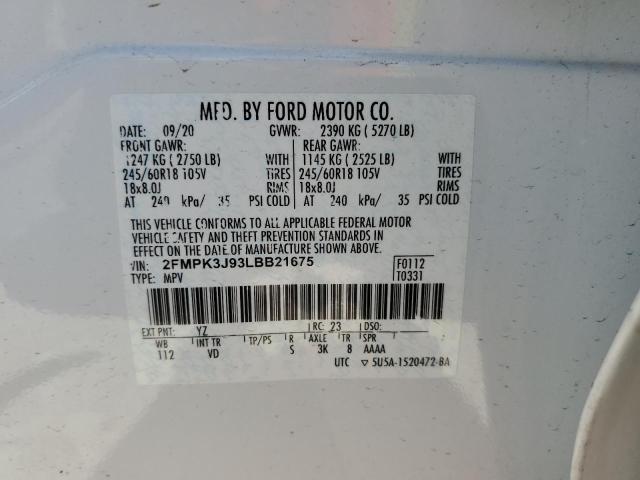 MFD. BY FORD MOTOR CO.
DATE: 09/20 GVWR: 2390 KG ( 5270 LB)
FRONT GAWR: REAR GAWR:
1247 KG ( 2750 LB) WITH 1145 KG ( 2525 LB) WITH
245/60R18 105V TIRES 245/60R18 105V TIRES
18x8.0J RIMS 18x8.0J RIMS
AT 240 kPa/ 35 PSI COLD AT 240 kPa/ 35 PSI COLD
THIS VEHICLE CONFORMS TO ALL APPLICABLE FEDERAL MOTOR
VEHICLE SAFETY AND THEFT PREVENTION STANDARDS IN
EFFECT ON THE DATE OF MANUFACTURE SHOWN ABOVE.
VIN: 2FMPK3J93LBB21675 F0112
TYPE: MPV T0331
EXT PNT: YZ RC: 23 DSO:
WB INT TR TP/PS R AXLE TR SPR
112 VD S 3K 8 AAAA
UTC ▽ 5U5A-1520472-BA